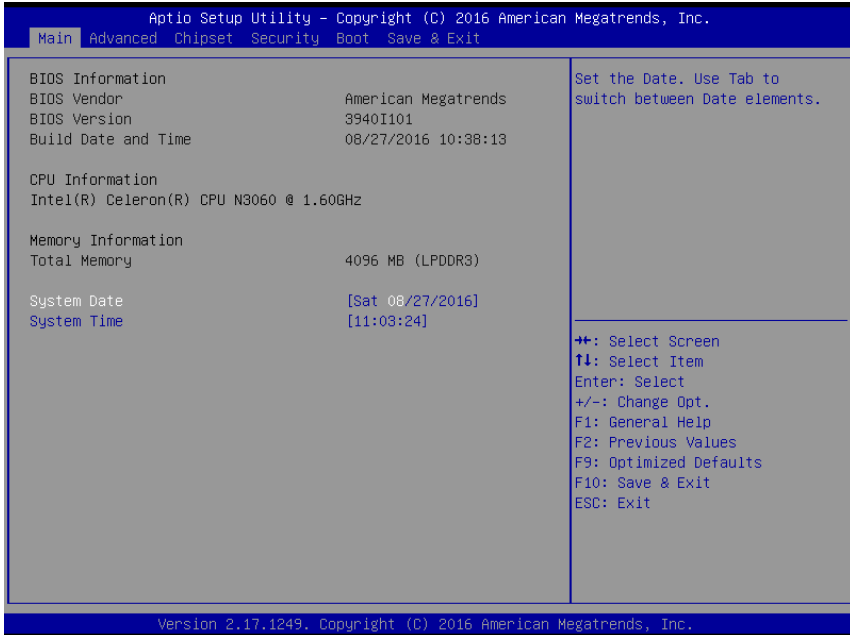 Aptio Setup Utility – Copyright (C) 2016 American Megatrends, Inc.
Main Advanced Chipset Security Boot Save & Exit
BIOS Information
BIOS Vendor American Megatrends
BIOS Version 3940I101
Build Date and Time 08/27/2016 10:38:13
CPU Information
Intel(R) Celeron(R) CPU N3060 @ 1.60GHz
Memory Information
Total Memory 4096 MB (LPDDR3)
System Date [Sat 08/27/2016]
System Time [11:03:24]
Set the Date. Use Tab to
switch between Date elements.
→←: Select Screen
↑↓: Select Item
Enter: Select
+/-: Change Opt.
F1: General Help
F2: Previous Values
F9: Optimized Defaults
F10: Save & Exit
ESC: Exit
Version 2.17.1249. Copyright (C) 2016 American Megatrends, Inc.